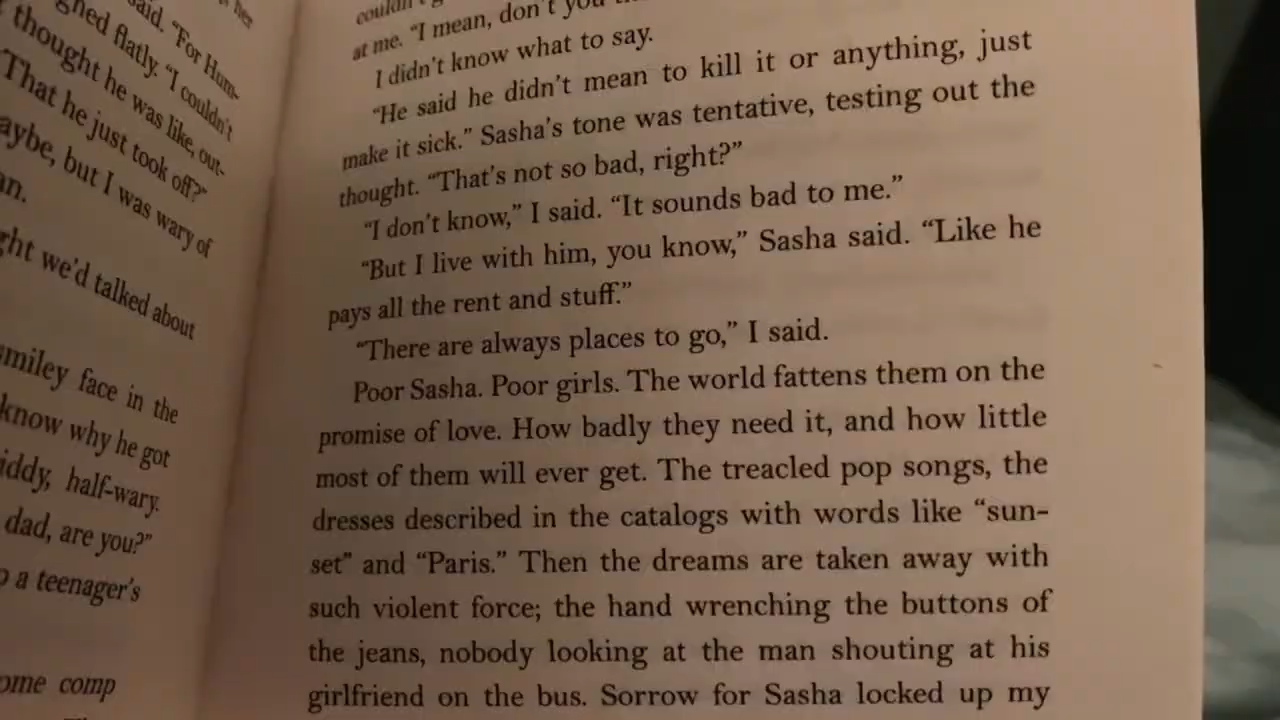 said. "For Hum-
flatly. "I couldn't
thought he was like, out-
"That he just took off?"
but I was wary of
we'd talked about
face in the
know why he got
half-wary.
dad, are you?"
a teenager's
comp
at me. "I mean, don't you
I didn't know what to say.
"He said he didn't mean to kill it or anything, just
make it sick." Sasha's tone was tentative, testing out the
thought. "That's not so bad, right?"
"I don't know," I said. "It sounds bad to me."
"But I live with him, you know," Sasha said. "Like he
pays all the rent and stuff."
"There are always places to go," I said.
Poor Sasha. Poor girls. The world fattens them on the
promise of love. How badly they need it, and how little
most of them will ever get. The treacled pop songs, the
dresses described in the catalogs with words like "sun-
set" and "Paris." Then the dreams are taken away with
such violent force; the hand wrenching the buttons of
the jeans, nobody looking at the man shouting at his
girlfriend on the bus. Sorrow for Sasha locked up my